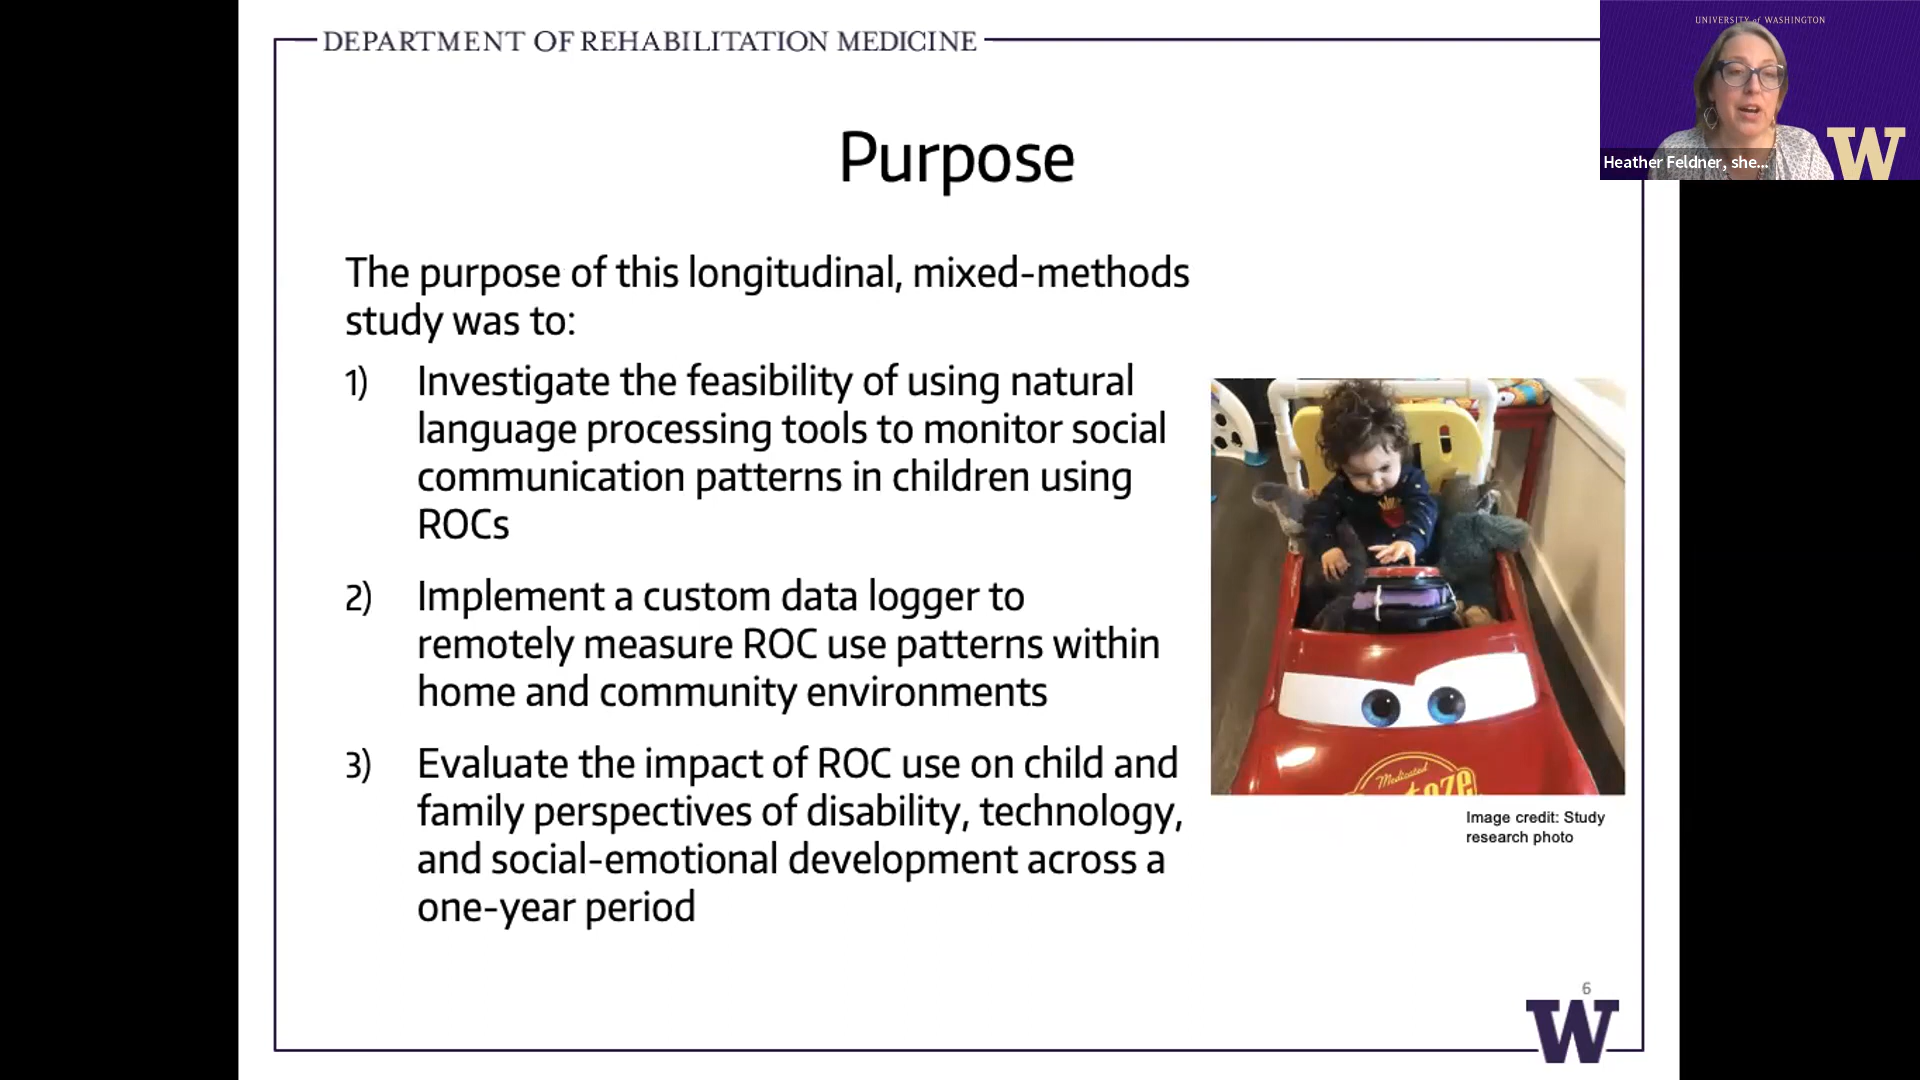 DEPARTMENT OF REHABILITATION MEDICINE
UNIVERSITY of WASHINGTON
W
Heather Feldner, she...
Purpose
The purpose of this longitudinal, mixed-methods
study was to:
1) Investigate the feasibility of using natural
language processing tools to monitor social
communication patterns in children using
ROCs
2) Implement a custom data logger to
remotely measure ROC use patterns within
home and community environments
3) Evaluate the impact of ROC use on child and
family perspectives of disability, technology,
and social-emotional development across a
one-year period
Medicated
Image credit: Study
research photo
6
W